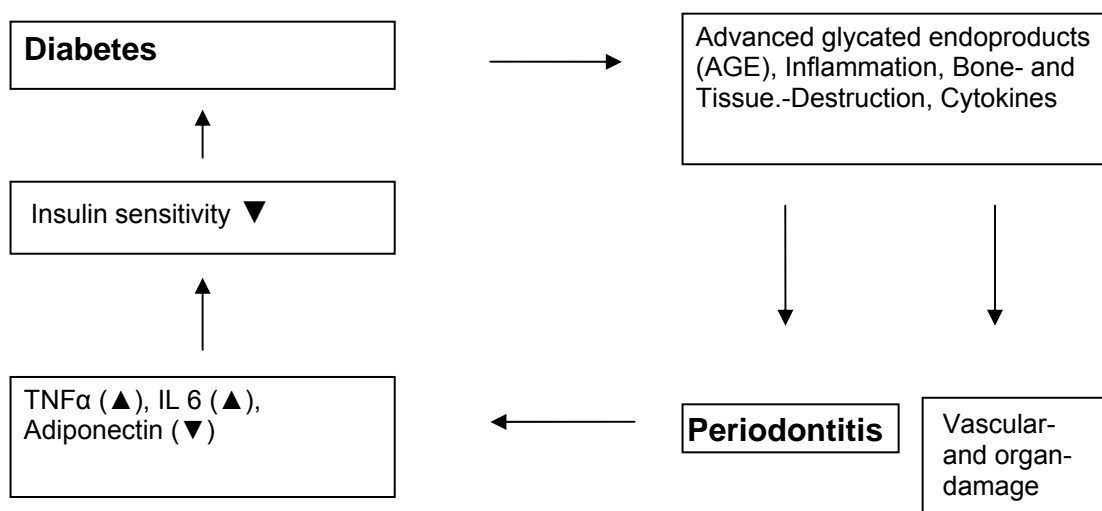 Diabetes
Advanced glycated endoproducts
(AGE), Inflammation, Bone- and
Tissue.-Destruction, Cytokines
Insulin sensitivity ▼
TNFα (▲), IL 6 (▲),
Adiponectin (▼)
Periodontitis
Vascular-
and organ-
damage